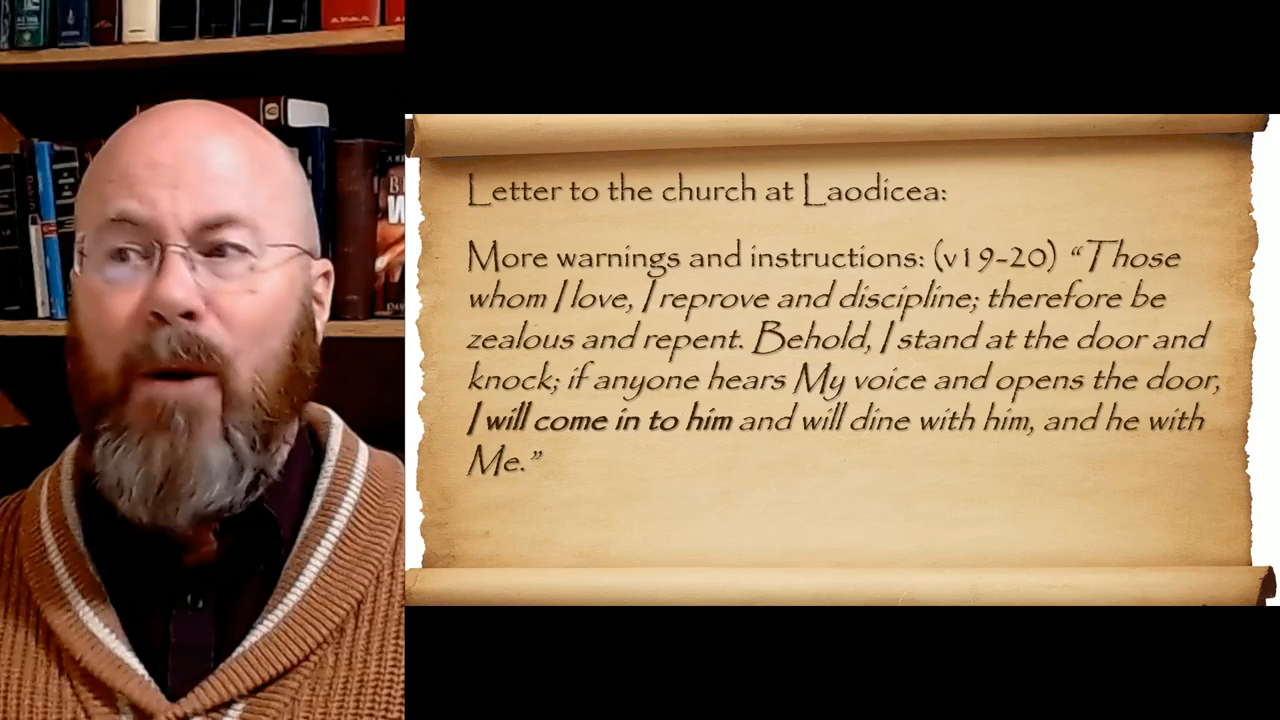 Letter to the church at Laodicea:
More warnings and instructions: (v19-20) “Those
whom I love, I reprove and discipline; therefore be
zealous and repent. Behold, I stand at the door and
knock; if anyone hears My voice and opens the door,
I will come in to him and will dine with him, and he with
Me.”